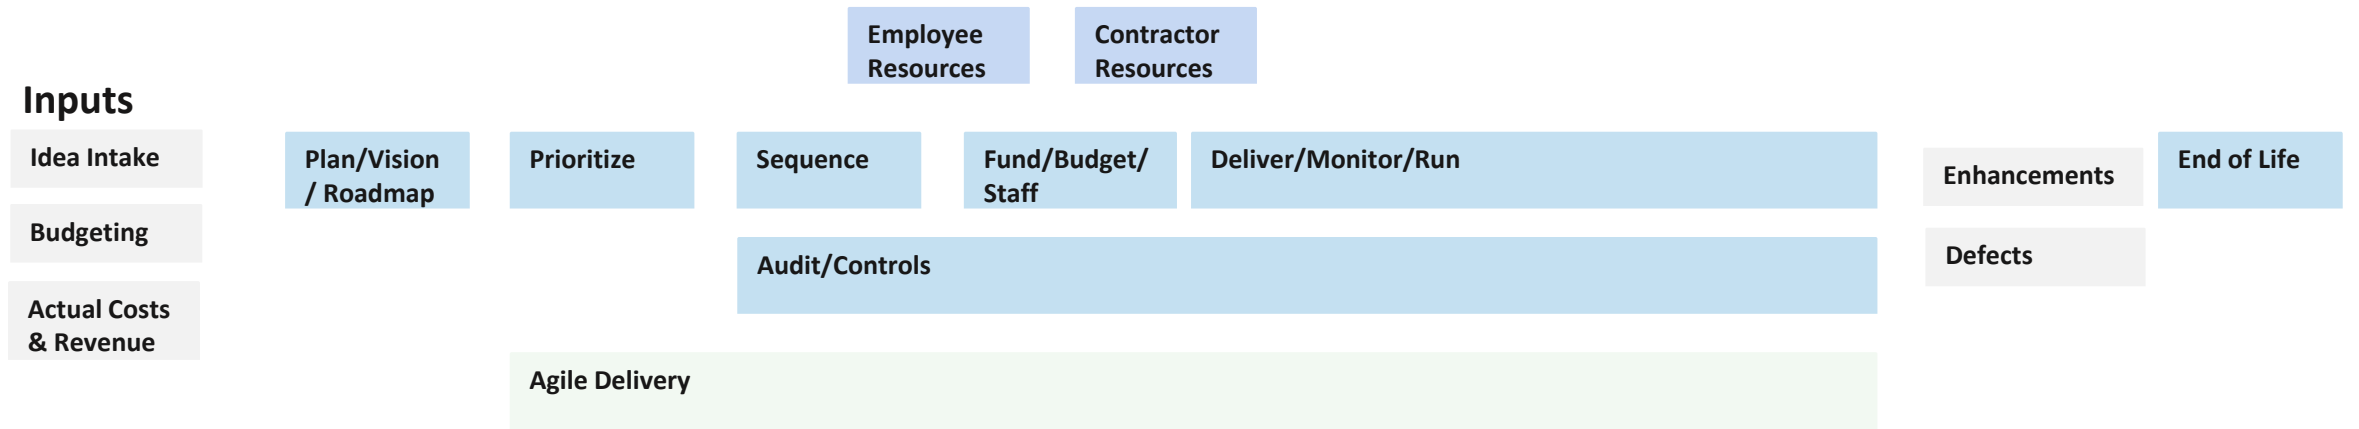 Employee
Resources
Contractor
Resources
Inputs
Idea Intake
Budgeting
Actual Costs
& Revenue
Plan/Vision
/ Roadmap
Prioritize
Sequence
Fund/Budget/
Staff
Deliver/Monitor/Run
Audit/Controls
Agile Delivery
Enhancements
Defects
End of Life